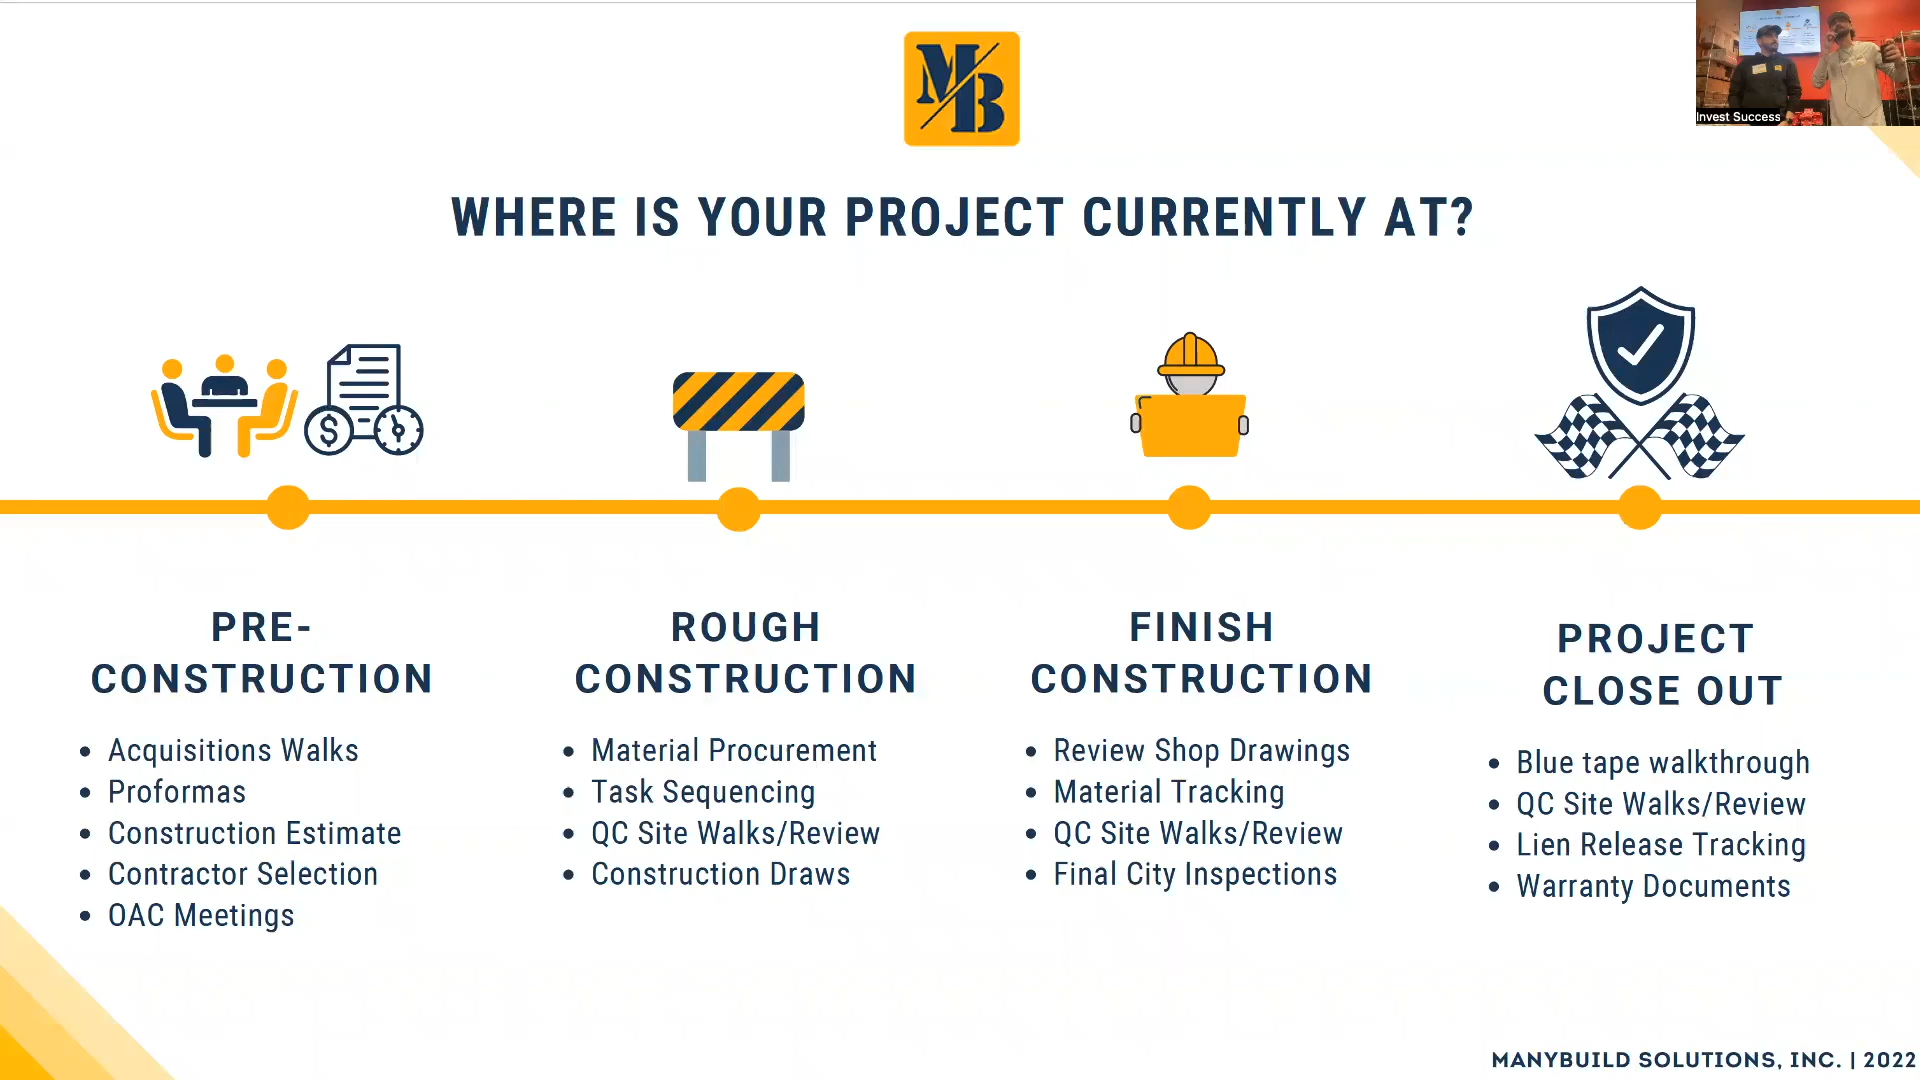 M/B
Invest Success
WHERE IS YOUR PROJECT CURRENTLY AT?
$
PRE-
CONSTRUCTION
Acquisitions Walks
Proformas
Construction Estimate
Contractor Selection
OAC Meetings
ROUGH
CONSTRUCTION
Material Procurement
Task Sequencing
QC Site Walks/Review
Construction Draws
FINISH
CONSTRUCTION
Review Shop Drawings
Material Tracking
QC Site Walks/Review
Final City Inspections
PROJECT
CLOSE OUT
Blue tape walkthrough
QC Site Walks/Review
Lien Release Tracking
Warranty Documents
MANYBUILD SOLUTIONS, INC. | 2022